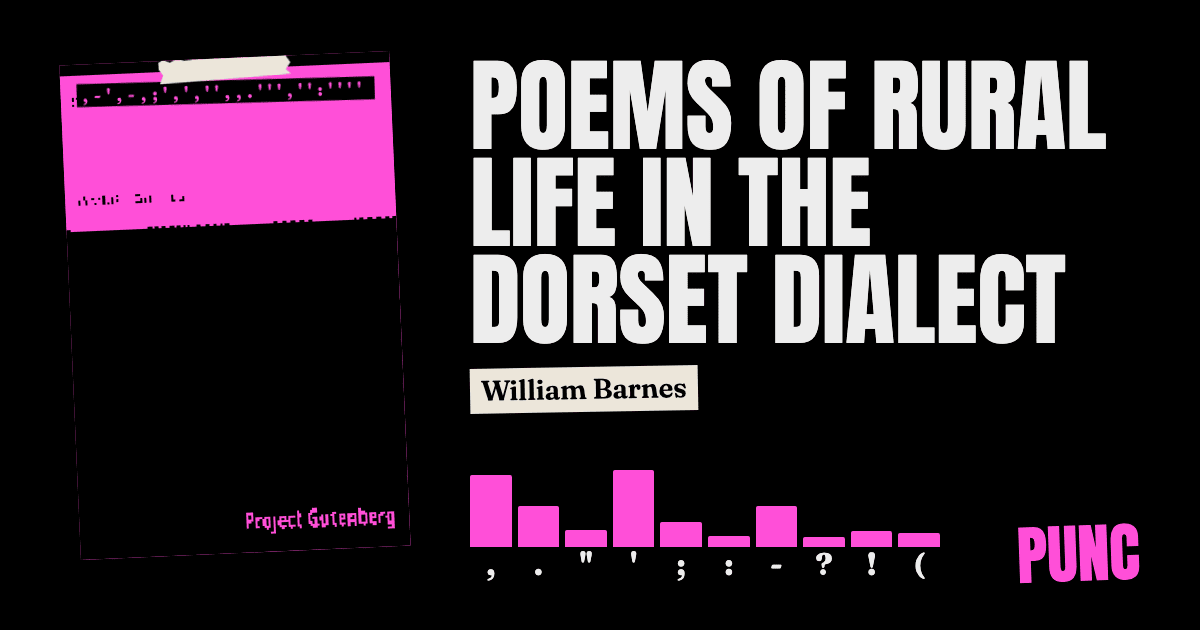 ,-',-,;',','',,.''','':''''
Project Gutenberg
POEMS OF RURAL
LIFE IN THE
DORSET DIALECT
William Barnes
, . " ' ; : - ? ! (
PUNC